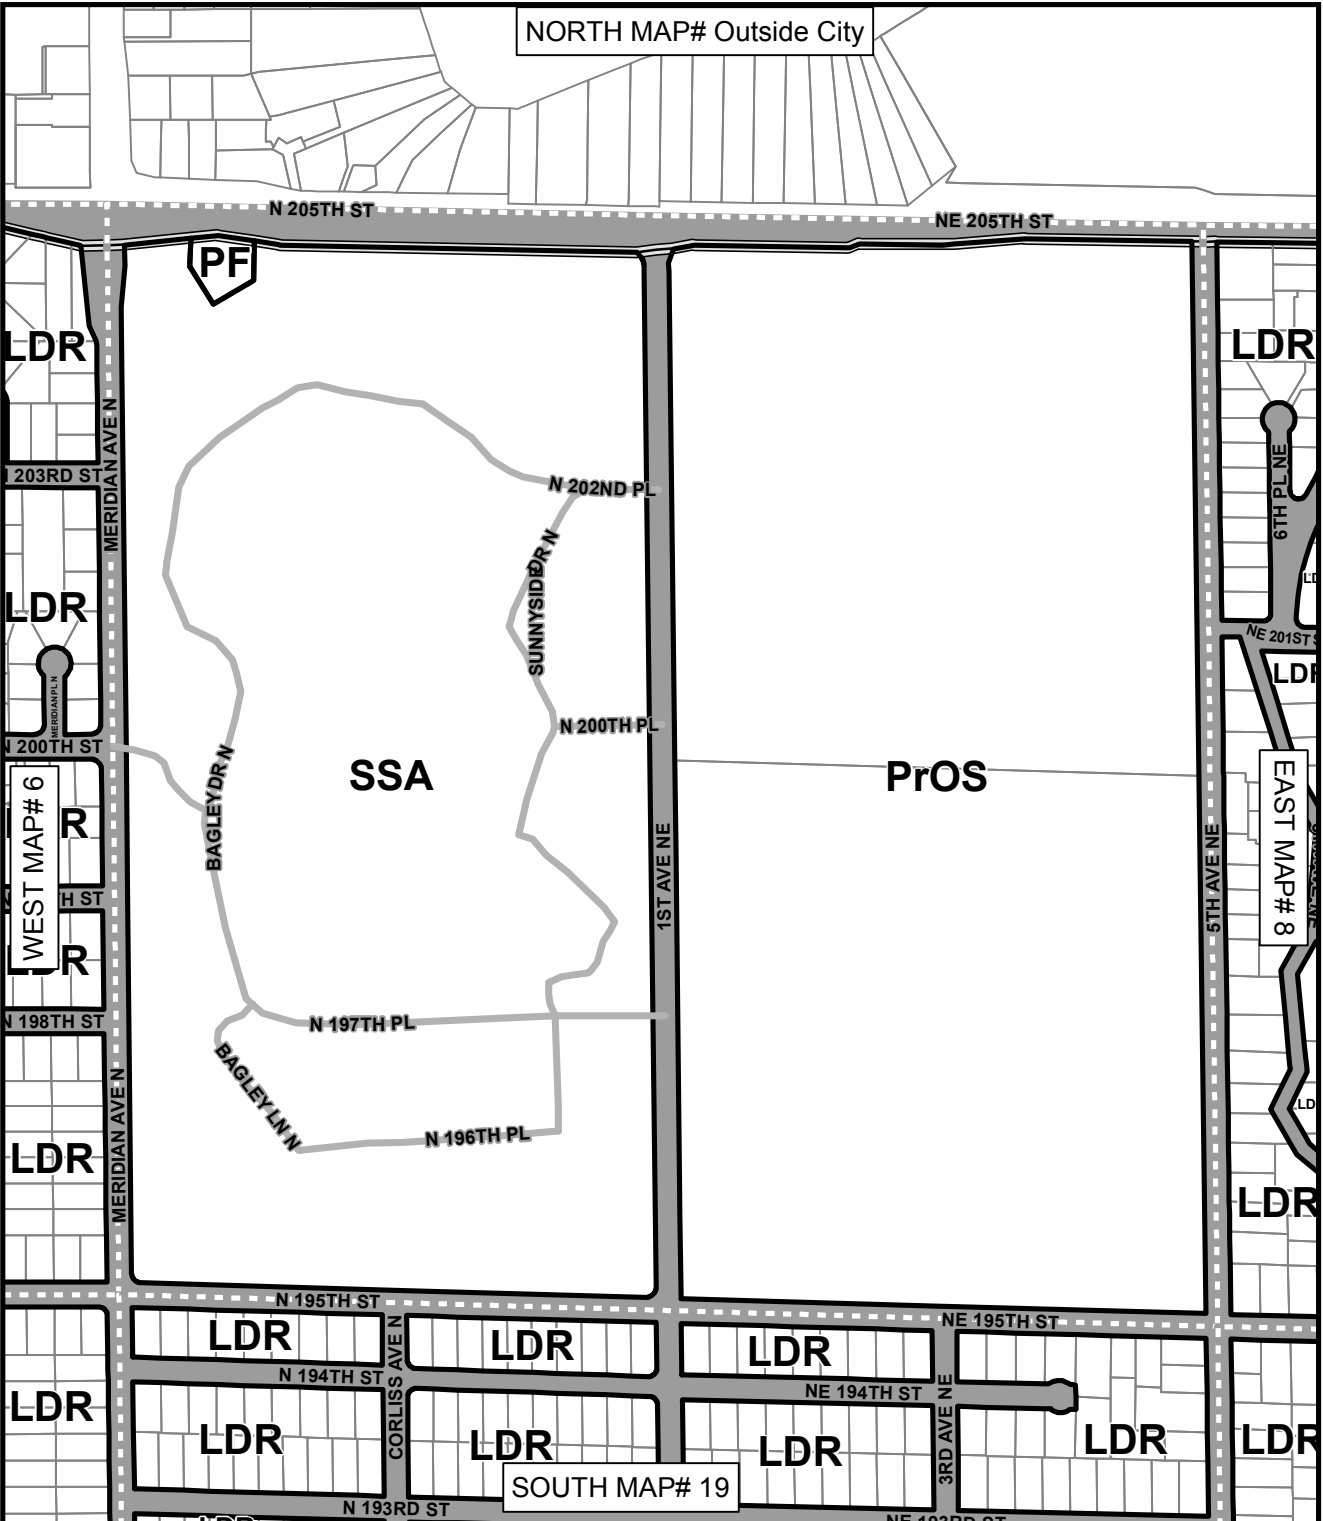 NORTH MAP# Outside City
N 205TH ST
NE 205TH ST
PF
LDR
LDR
MERIDIAN AVE N
N 203RD ST
N 202ND PL
6TH PL NE
SUNNYSIDE DR N
LDR
NE 201ST
LDR
MERIDIAN PL N
N 200TH PL
N 200TH ST
BAGLEY DR N
SSA
PrOS
WEST MAP# 6
EAST MAP# 8
1ST AVE NE
5TH AVE NE
LDR
N 198TH ST
N 197TH PL
BAGLEY LN N
MERIDIAN AVE N
N 196TH PL
LDR
LDR
N 195TH ST
NE 195TH ST
LDR
LDR
LDR
CORLISS AVE N
N 194TH ST
NE 194TH ST
3RD AVE NE
LDR
LDR
LDR
LDR
LDR
LDR
SOUTH MAP# 19
N 193RD ST